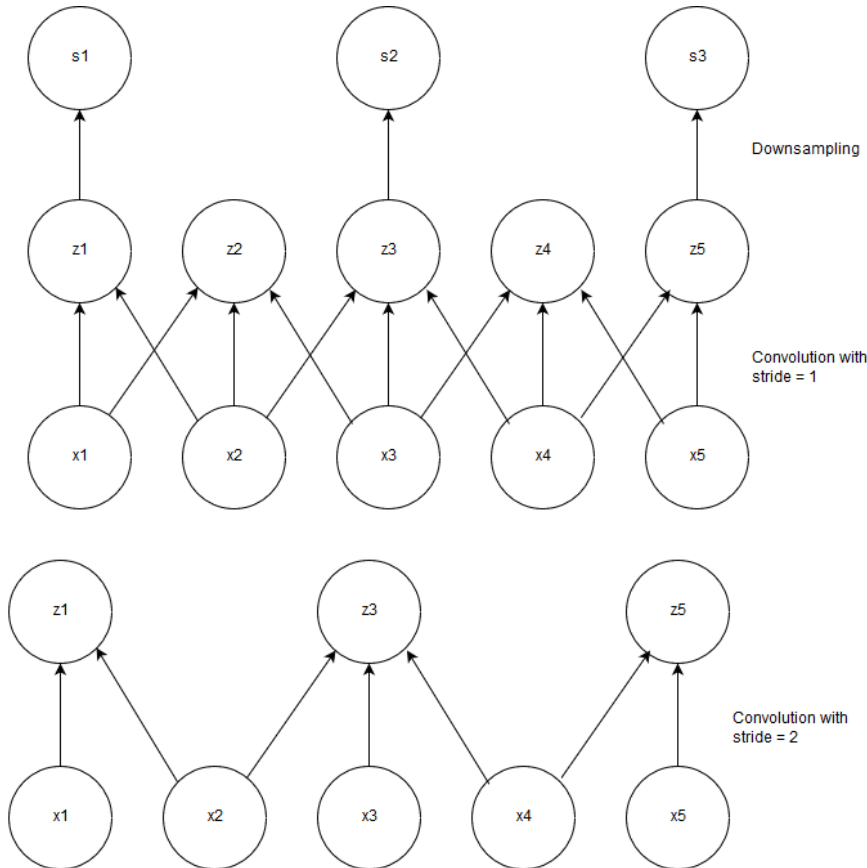 s1
s2
s3
Downsampling
z1
z2
z3
z4
z5
Convolution with
stride = 1
x1
x2
x3
x4
x5
z1
z3
z5
Convolution with
stride = 2
x1
x2
x3
x4
x5